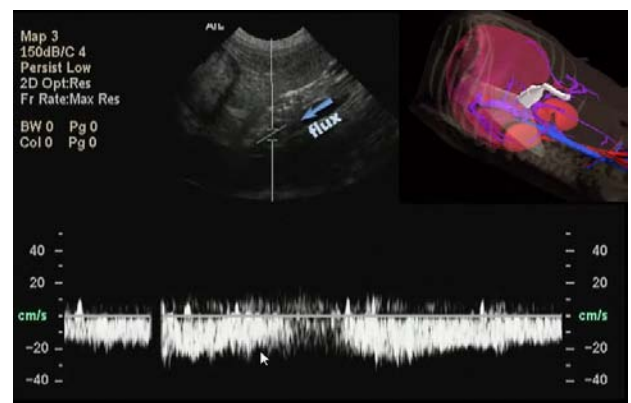 Map 3
150dB/C 4
Persist Low
2D Opt:Res
Fr Rate:Max Res
BW 0 Pg 0
Col 0 Pg 0
flux
40
20
cm/s
-20
-40
40
20
cm/s
-20
-40